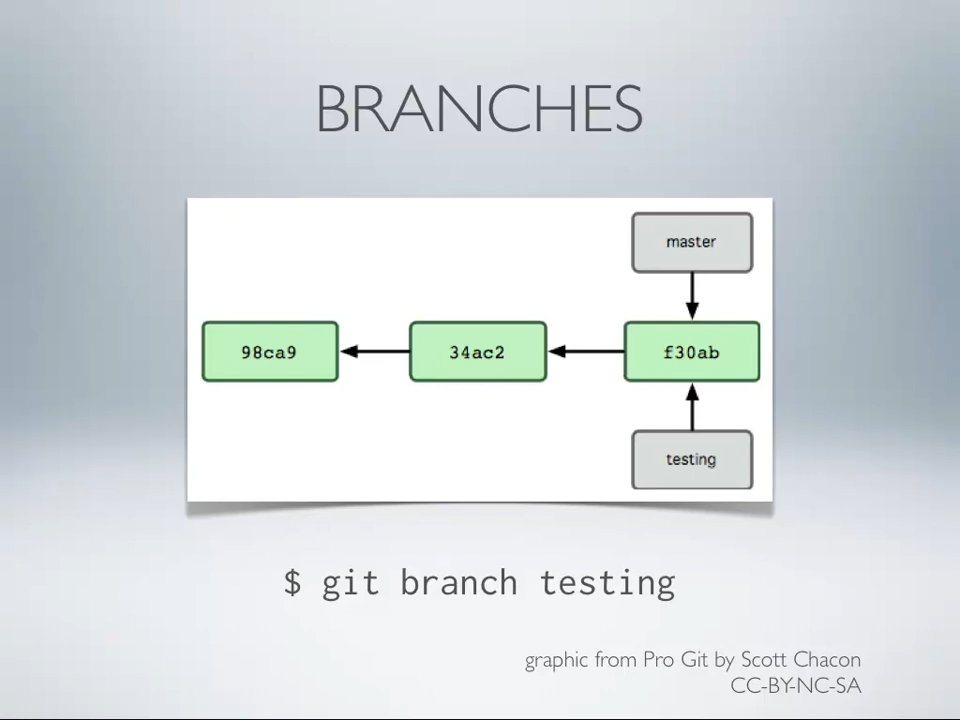 BRANCHES
master
98ca9
34ac2
f30ab
testing
$ git branch testing
graphic from Pro Git by Scott Chacon
CC-BY-NC-SA